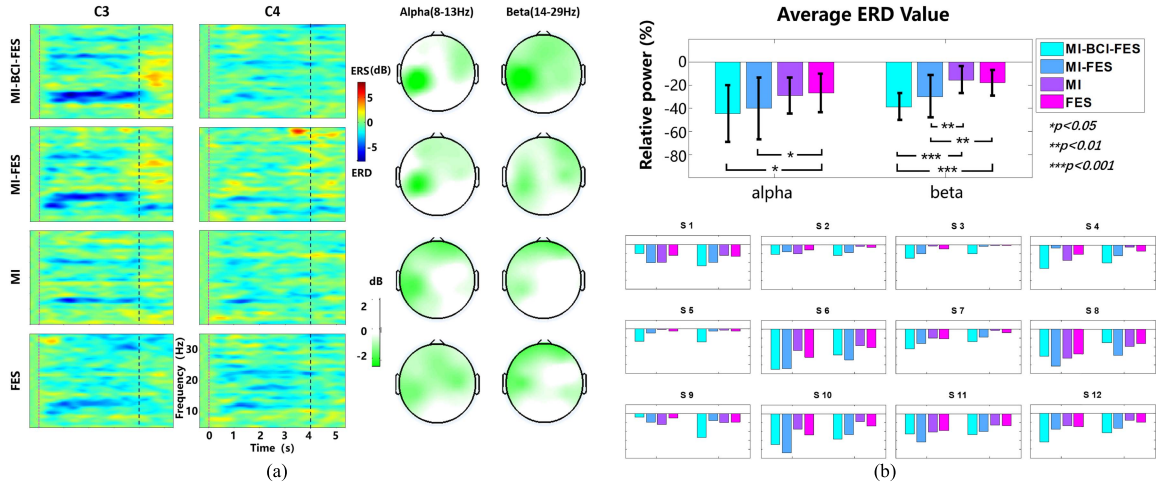 C3
C4
Alpha(8-13Hz)
Beta(14-29Hz)
MI-BCI-FES
MI-FES
MI
FES
ERS(dB)
5
0
-5
ERD
dB
0
-2
Frequency (Hz)
30
20
10
0
1
2
3
4
5
Time (s)
(a)
Average ERD Value
Relative power (%)
0
-20
-40
-60
-80
MI-BCI-FES
MI-FES
MI
FES
*p<0.05
**p<0.01
***p<0.001
**
**
*
***
*
***
alpha
beta
S 1
S 2
S 3
S 4
S 5
S 6
S 7
S 8
S 9
S 10
S 11
S 12
(b)